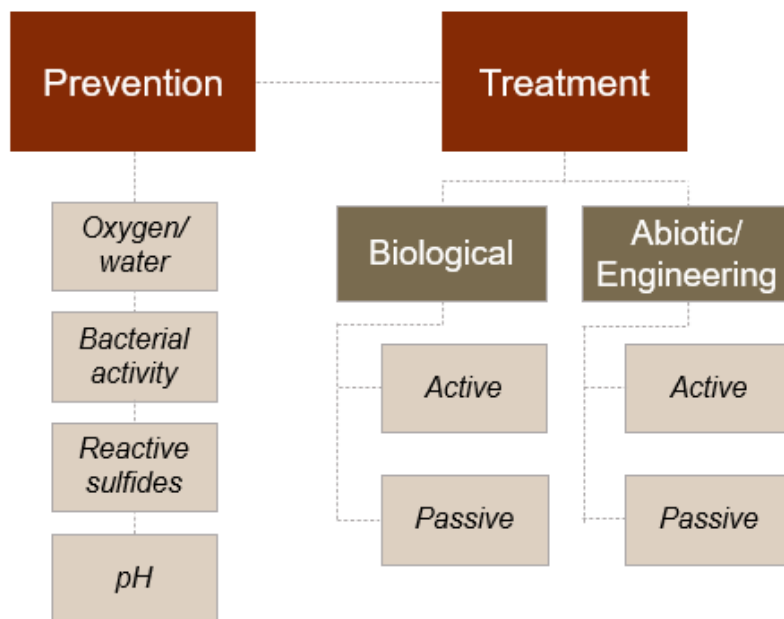 Prevention
Treatment
Oxygen/
water
Bacterial
activity
Reactive
sulfides
pH
Biological
Active
Passive
Abiotic/
Engineering
Active
Passive